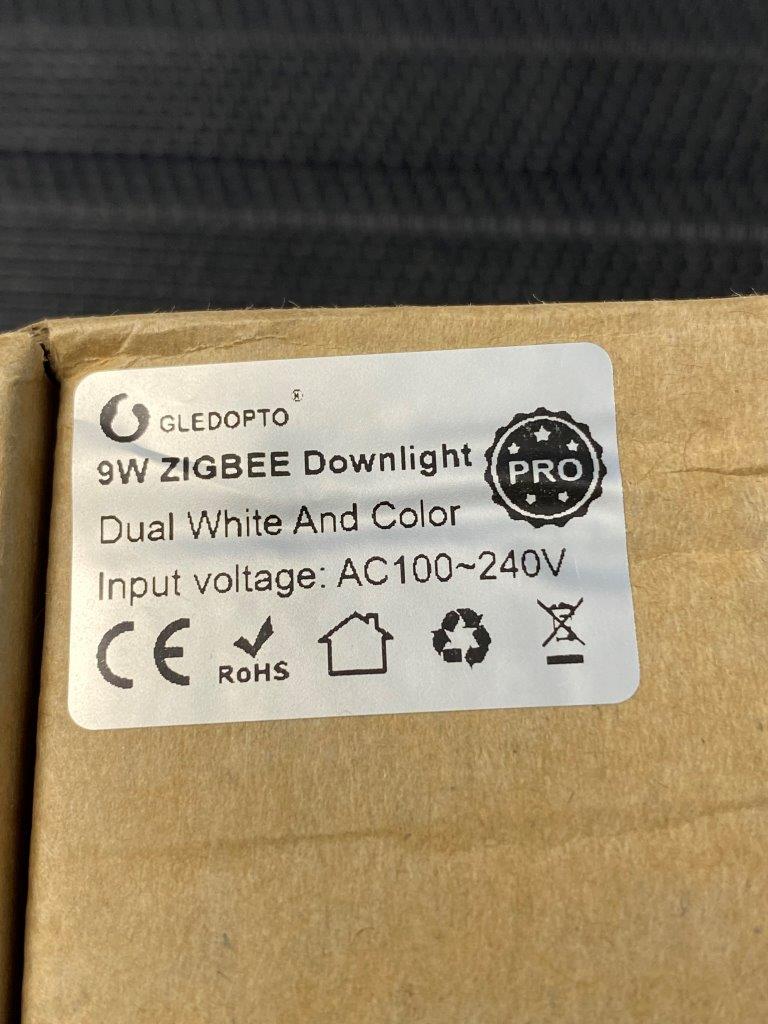 GLEDOPTO®
9W ZIGBEE Downlight
PRO
Dual White And Color
Input voltage: AC100~240V
CE RoHS